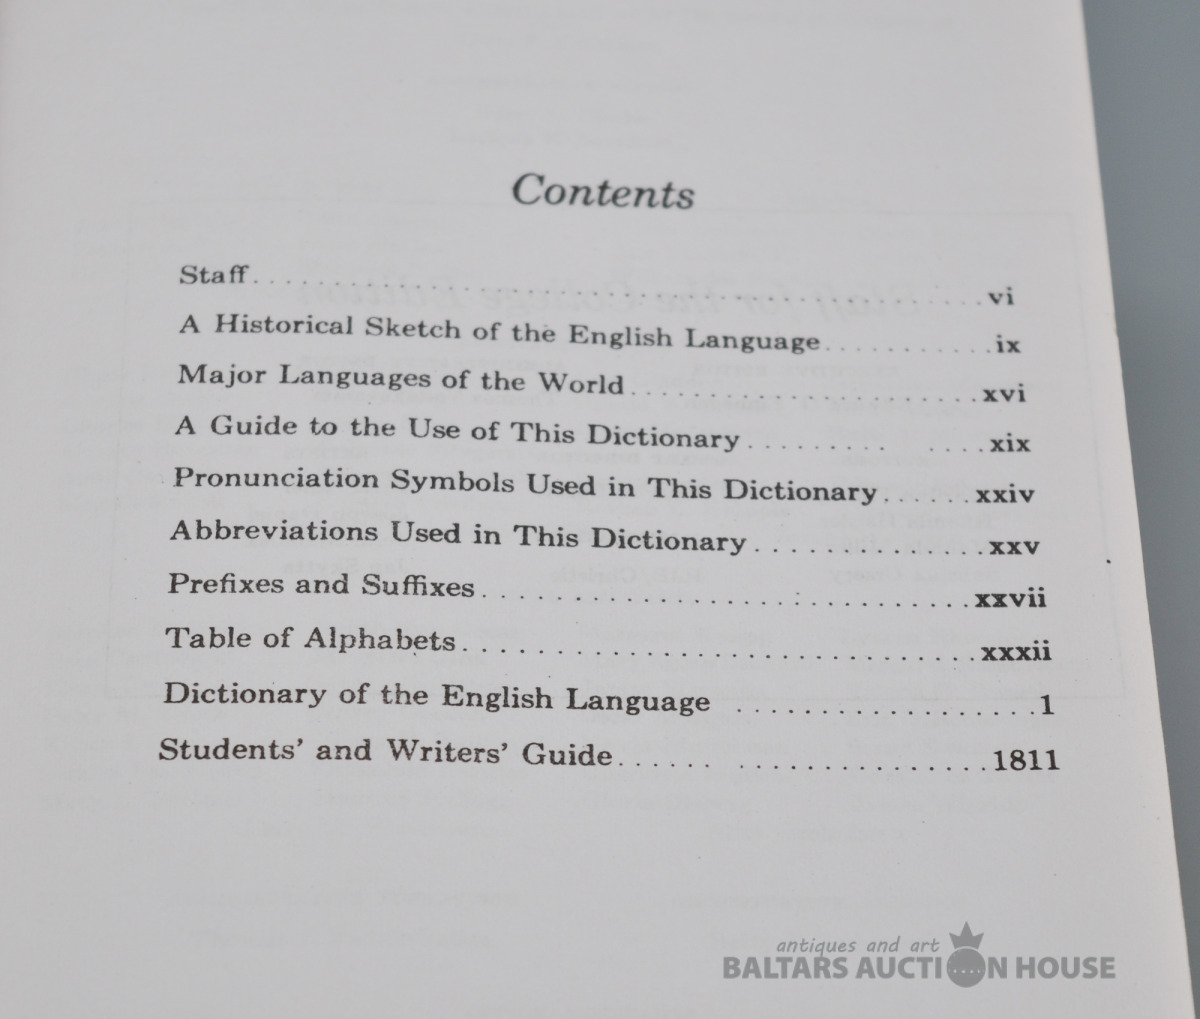 Contents
Staff. . . . . . . . . . . . . . . . . . . . . . . . . . . . . . . . . . . . . . . . vi
A Historical Sketch of the English Language. . . . . . . . . . . ix
Major Languages of the World. . . . . . . . . . . . . . . . . . . . . xvi
A Guide to the Use of This Dictionary. . . . . . . . . . . . xix
Pronunciation Symbols Used in This Dictionary. . . . . . xxiv
Abbreviations Used in This Dictionary. . . . . . . . . . . . . . xxv
Prefixes and Suffixes. . . . . . . . . . . . . . . . . . . . . . . . . . . . xxvii
Table of Alphabets. . . . . . . . . . . . . . . . . . . . . . . . . . . . . xxxii
Dictionary of the English Language . . . . . . . . . . . . . . . . . 1
Students' and Writers' Guide. . . . . . . . . . . . . . . . . . . . . 1811
antiques and art
BALTARS AUCTION HOUSE